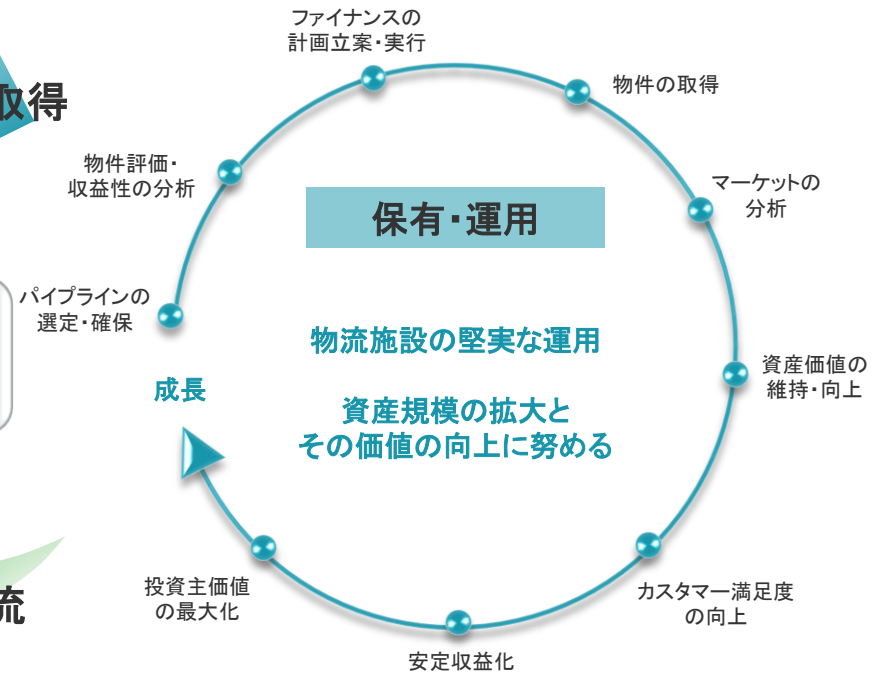 ファイナンスの
計画立案・実行
取得
物件の取得
物件評価・
収益性の分析
マーケットの
分析
保有・運用
パイプラインの
選定・確保
物流施設の堅実な運用
資産価値の
維持・向上
成長
資産規模の拡大と
その価値の向上に努める
投資主価値
の最大化
カスタマー満足度
の向上
流
安定収益化